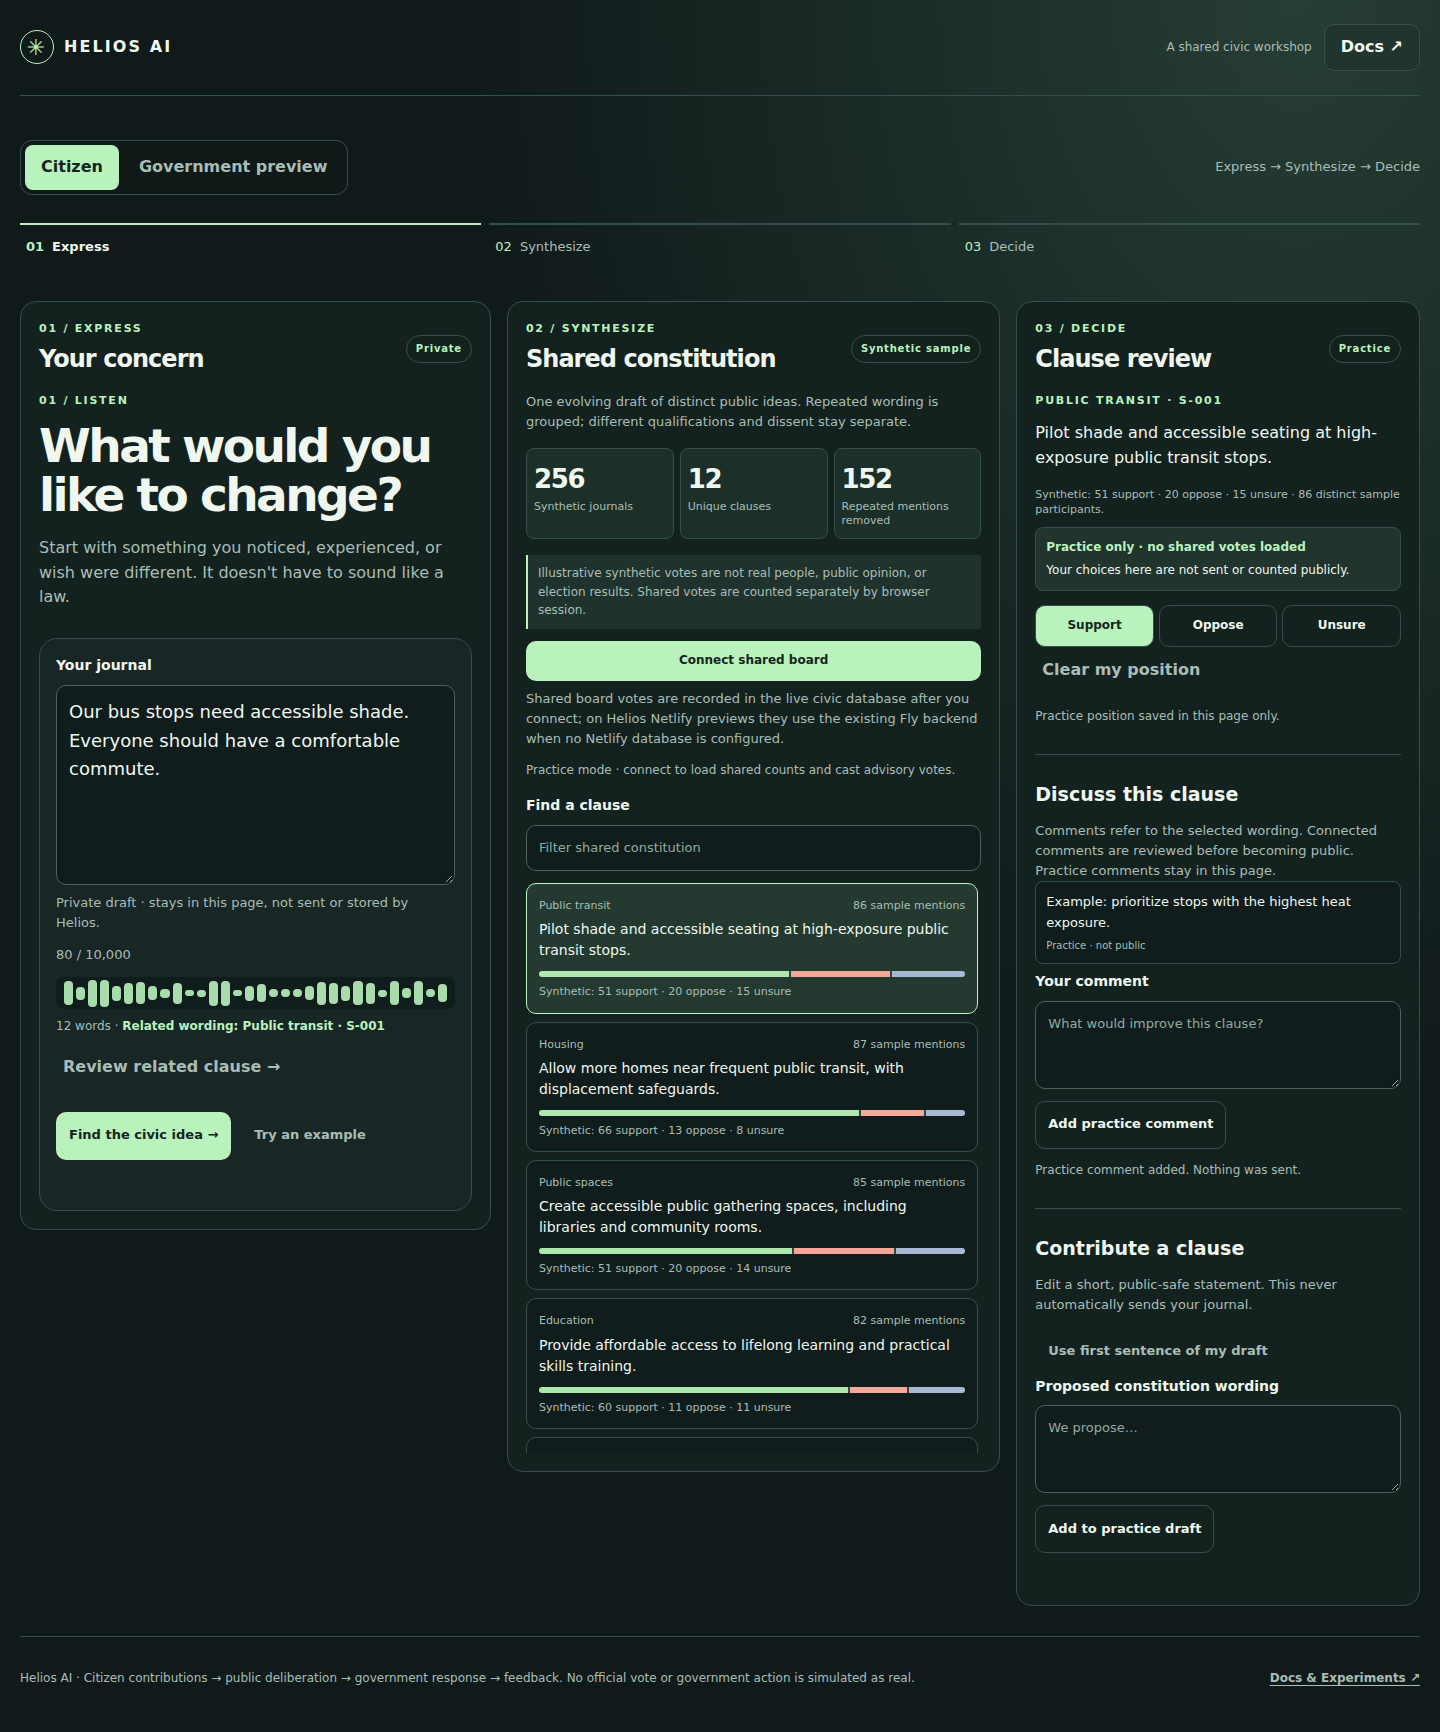 HELIOS AI
A shared civic workshop
Docs ↗
Citizen
Government preview
Express → Synthesize → Decide
01 Express
02 Synthesize
03 Decide
01 / EXPRESS
Your concern
Private
01 / LISTEN
What would you
like to change?
Start with something you noticed, experienced, or
wish were different. It doesn't have to sound like a
law.
Your journal
Our bus stops need accessible shade.
Everyone should have a comfortable
commute.
Private draft · stays in this page, not sent or stored by
Helios.
80 / 10,000
12 words · Related wording: Public transit · S-001
Review related clause →
Find the civic idea →
Try an example
02 / SYNTHESIZE
Shared constitution
Synthetic sample
One evolving draft of distinct public ideas. Repeated wording is
grouped; different qualifications and dissent stay separate.
256
Synthetic journals
12
Unique clauses
152
Repeated mentions
removed
Illustrative synthetic votes are not real people, public opinion, or
election results. Shared votes are counted separately by browser
session.
Connect shared board
Shared board votes are recorded in the live civic database after you
connect; on Helios Netlify previews they use the existing Fly backend
when no Netlify database is configured.
Practice mode · connect to load shared counts and cast advisory votes.
Find a clause
Filter shared constitution
Public transit
86 sample mentions
Pilot shade and accessible seating at high-exposure public
transit stops.
Synthetic: 51 support · 20 oppose · 15 unsure
Housing
87 sample mentions
Allow more homes near frequent public transit, with
displacement safeguards.
Synthetic: 66 support · 13 oppose · 8 unsure
Public spaces
85 sample mentions
Create accessible public gathering spaces, including
libraries and community rooms.
Synthetic: 51 support · 20 oppose · 14 unsure
Education
82 sample mentions
Provide affordable access to lifelong learning and practical
skills training.
Synthetic: 60 support · 11 oppose · 11 unsure
03 / DECIDE
Clause review
Practice
PUBLIC TRANSIT · S-001
Pilot shade and accessible seating at high-
exposure public transit stops.
Synthetic: 51 support · 20 oppose · 15 unsure · 86 distinct sample
participants.
Practice only · no shared votes loaded
Your choices here are not sent or counted publicly.
Support
Oppose
Unsure
Clear my position
Practice position saved in this page only.
Discuss this clause
Comments refer to the selected wording. Connected
comments are reviewed before becoming public.
Practice comments stay in this page.
Example: prioritize stops with the highest heat
exposure.
Practice · not public
Your comment
What would improve this clause?
Add practice comment
Practice comment added. Nothing was sent.
Contribute a clause
Edit a short, public-safe statement. This never
automatically sends your journal.
Use first sentence of my draft
Proposed constitution wording
We propose…
Add to practice draft
Helios AI · Citizen contributions → public deliberation → government response → feedback. No official vote or government action is simulated as real.
Docs & Experiments ↗